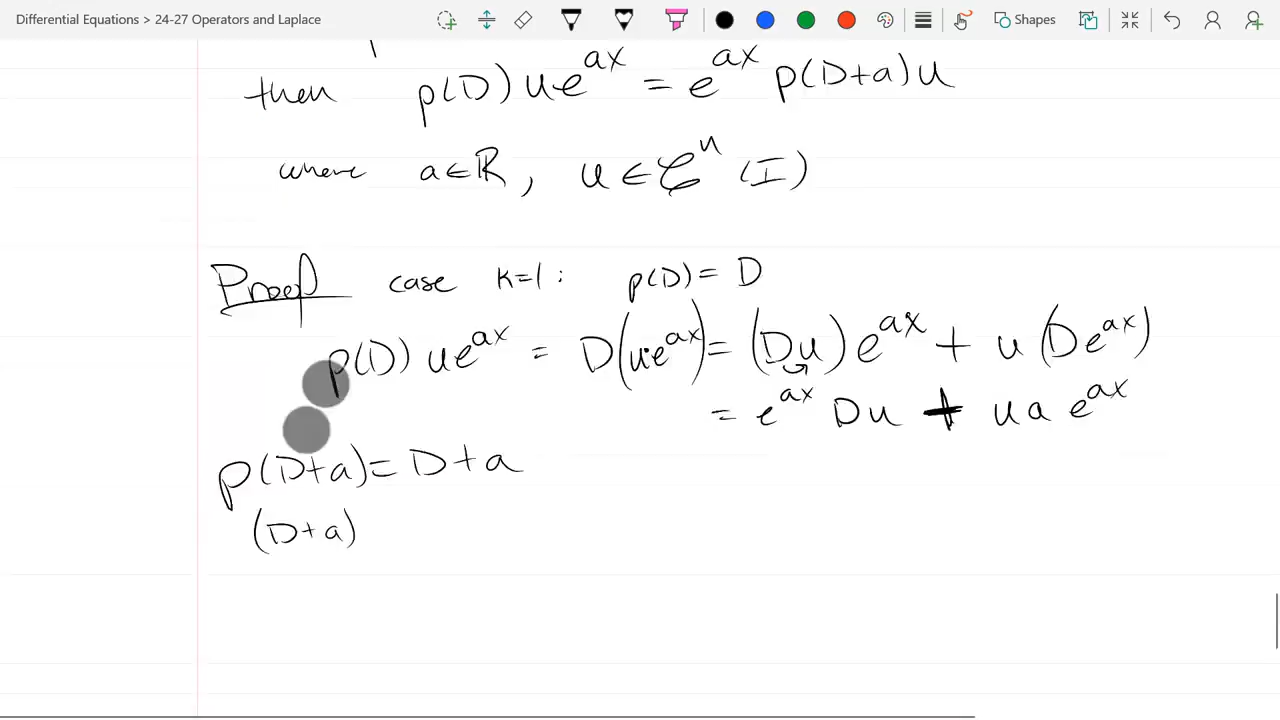 Differential Equations > 24-27 Operators and Laplace
Shapes
then p(D) ue^{ax} = e^{ax} p(D+a)u
where a∈ℝ, u∈𝒞^n (I)
Proof case k=1: p(D) = D
p(D) ue^{ax} = D(u·e^{ax}) = (Du)e^{ax} + u(De^{ax})
= e^{ax} Du + u a e^{ax}
p(D+a) = D+a
(D+a)